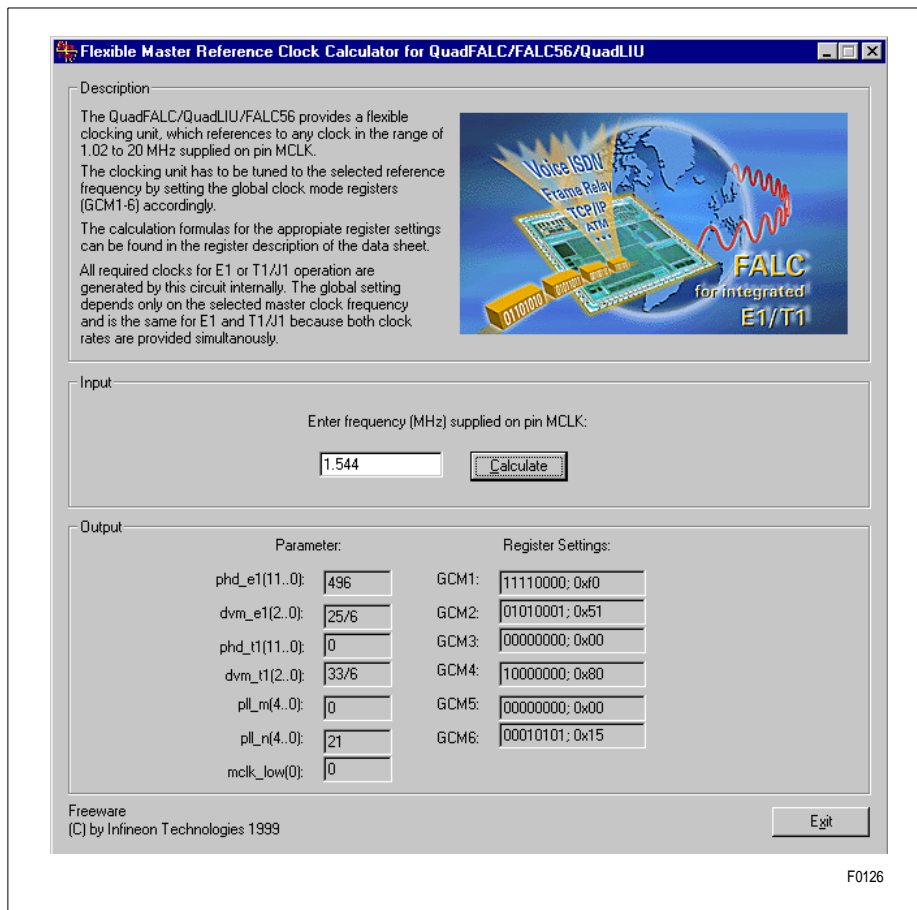 Flexible Master Reference Clock Calculator for QuadFALC/FALC56/QuadLIU
Description
The QuadFALC/QuadLIU/FALC56 provides a flexible
clocking unit, which references to any clock in the range of
1.02 to 20 MHz supplied on pin MCLK.
The clocking unit has to be tuned to the selected reference
frequency by setting the global clock mode registers
(GCM1-6) accordingly.
The calculation formulas for the appropiate register settings
can be found in the register description of the data sheet.
All required clocks for E1 or T1/J1 operation are
generated by this circuit internally. The global setting
depends only on the selected master clock frequency
and is the same for E1 and T1/J1 because both clock
rates are provided simultanously.
Voice ISDN
Frame Relay
TCP/IP
ATM
...
01101010
01011011
FALC
for integrated
E1/T1
Input
Enter frequency (MHz) supplied on pin MCLK:
1.544
Calculate
Output
Parameter:
Register Settings:
phd_e1(11..0): 496 GCM1: 11110000; 0xf0
dvm_e1(2..0): 25/6 GCM2: 01010001; 0x51
phd_t1(11..0): 0 GCM3: 00000000; 0x00
dvm_t1(2..0): 33/6 GCM4: 10000000; 0x80
pll_m(4..0): 0 GCM5: 00000000; 0x00
pll_n(4..0): 21 GCM6: 00010101; 0x15
mclk_low(0): 0
Freeware
(C) by Infineon Technologies 1999
Exit
F0126